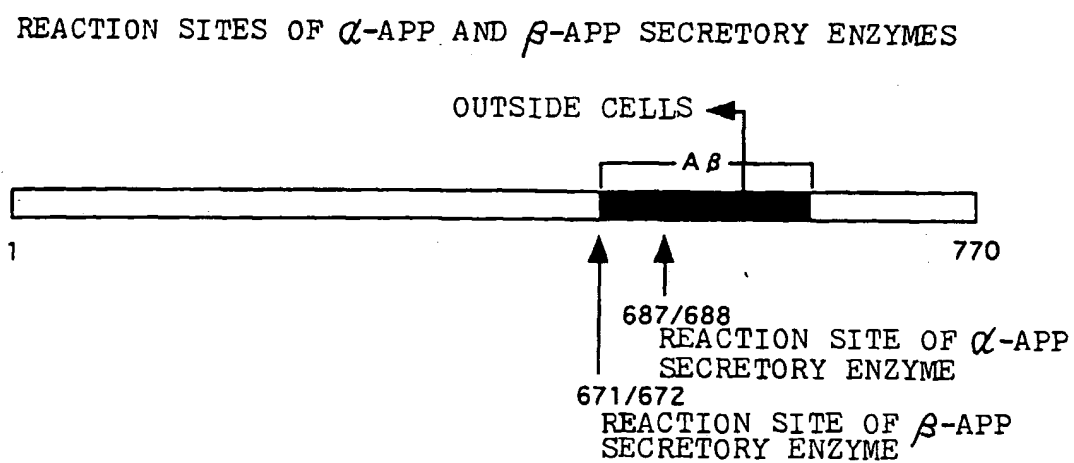 REACTION SITES OF α-APP AND β-APP SECRETORY ENZYMES
OUTSIDE CELLS
Aβ
1
770
687/688
REACTION SITE OF α-APP
SECRETORY ENZYME
671/672
REACTION SITE OF β-APP
SECRETORY ENZYME